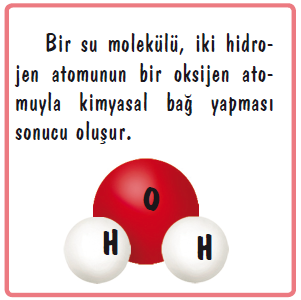 Bir su molekülü, iki hidro-
jen atomunun bir oksijen ato-
muyla kimyasal bağ yapması
sonucu oluşur.
O
H H